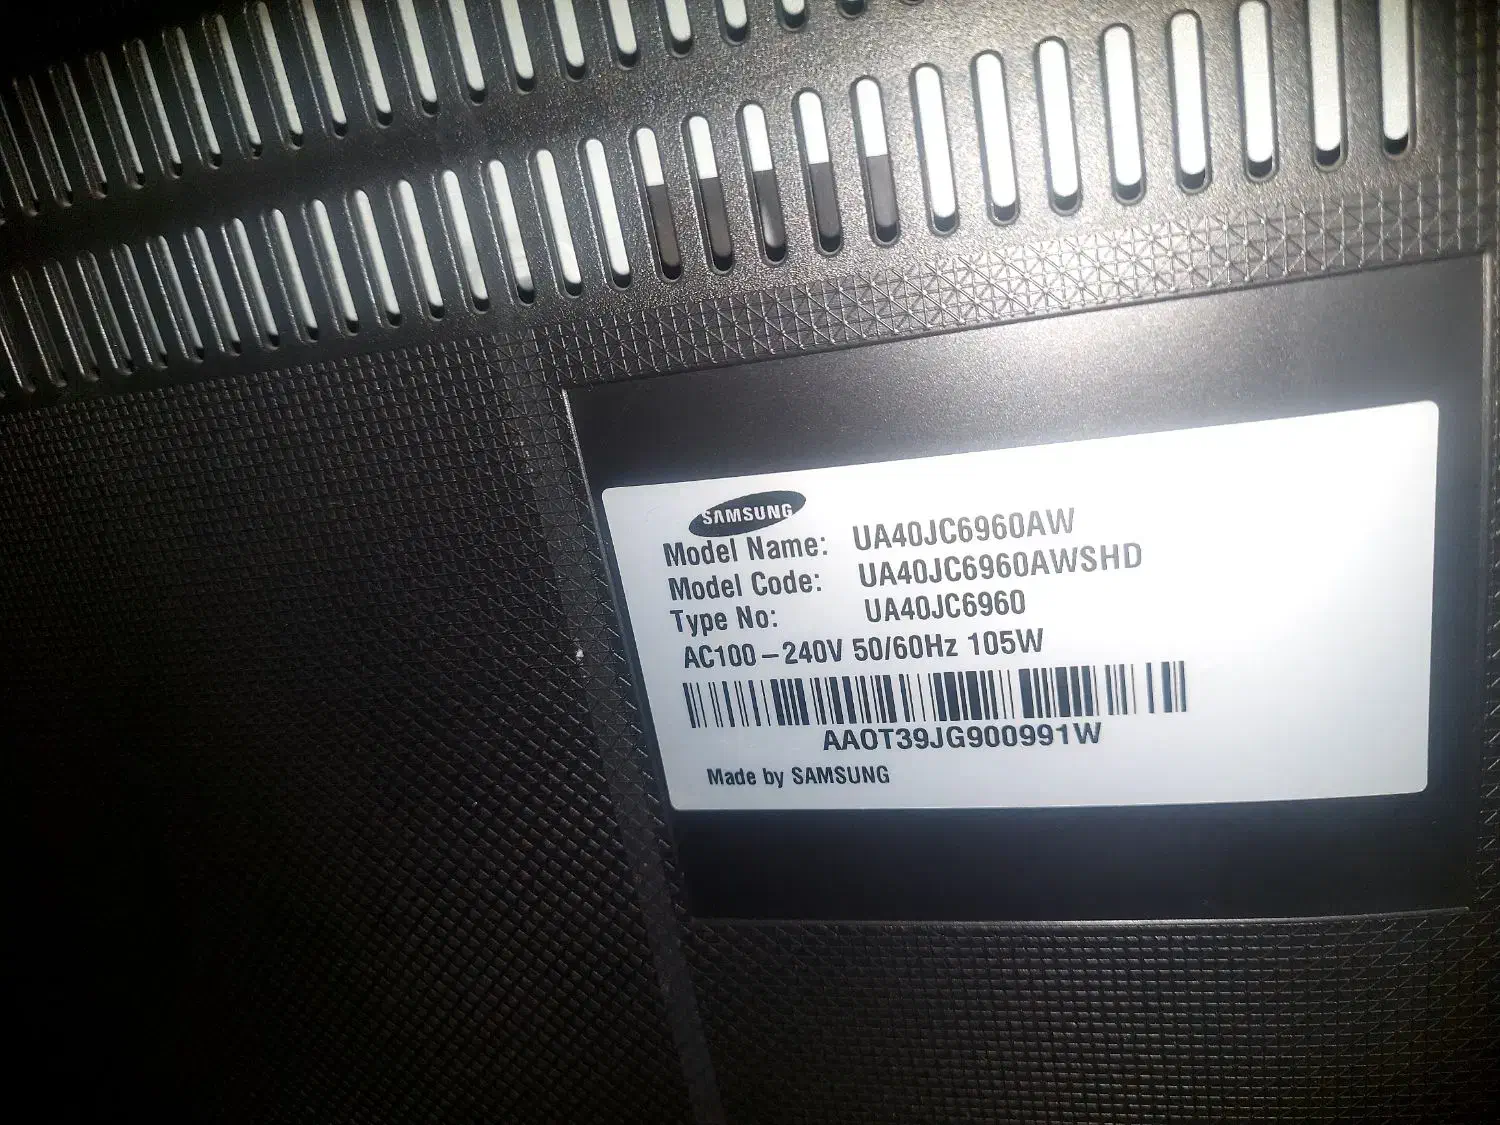 SAMSUNG
Model Name: UA40JC6960AW
Model Code: UA40JC6960AWSHD
Type No: UA40JC6960
AC100–240V 50/60Hz 105W
AA0T39JG900991W
Made by SAMSUNG